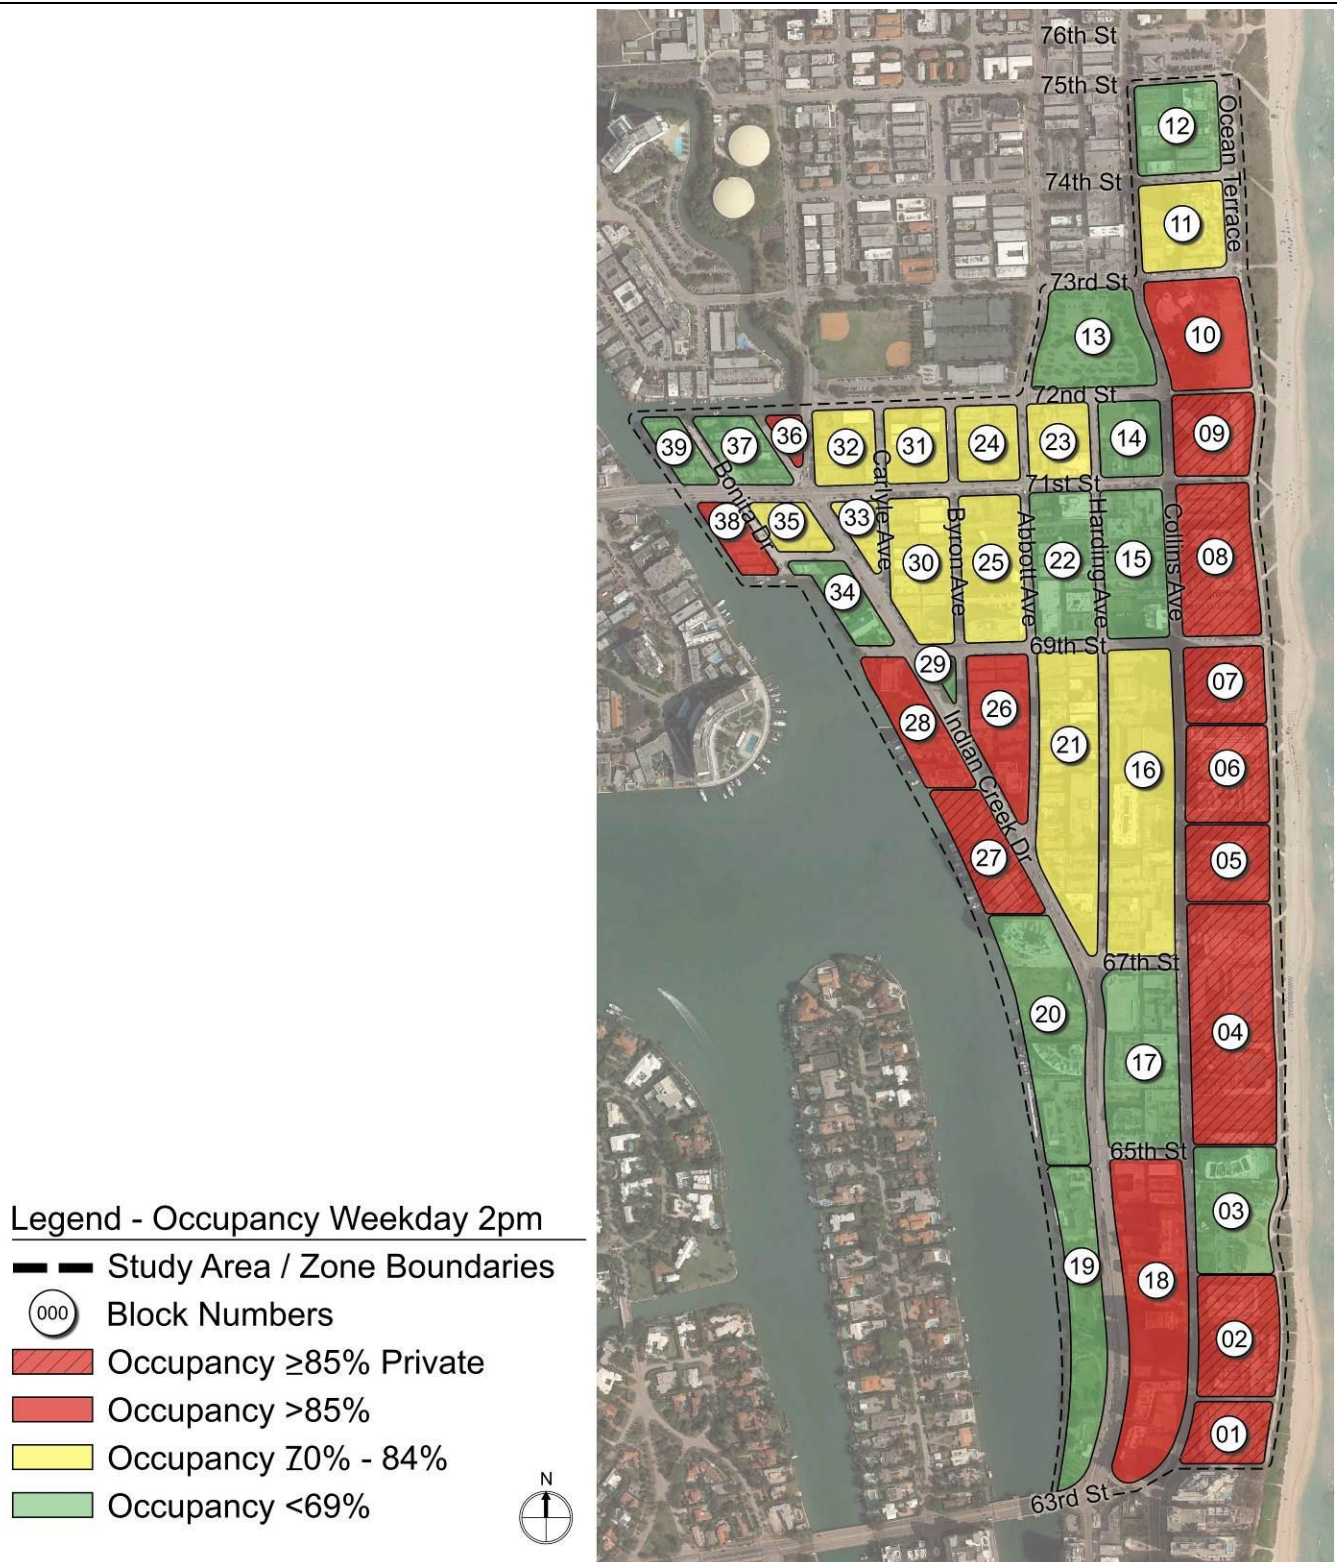 76th St
75th St
12
Ocean Terrace
74th St
11
73rd St
13
10
72nd St
39
37
36
32
31
24
23
14
09
Carlyle Ave
71st St
Bonita Dr
38
35
33
30
Byron Ave
25
Abbott Ave
22
Harding Ave
15
Collins Ave
08
34
69th St
29
28
Indian Creek Dr
26
21
16
07
06
27
05
67th St
20
17
04
65th St
19
18
03
02
01
63rd St
Legend - Occupancy Weekday 2pm
Study Area / Zone Boundaries
000 Block Numbers
Occupancy ≥85% Private
Occupancy >85%
Occupancy 70% - 84%
Occupancy <69%
N